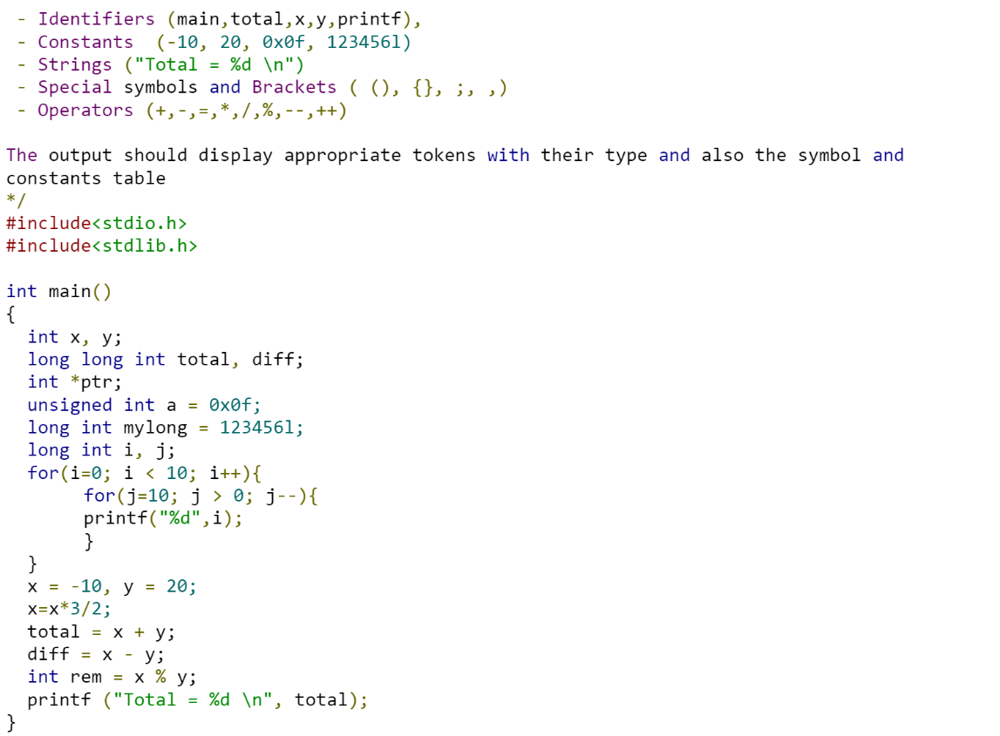 - Identifiers (main,total,x,y,printf),
- Constants  (-10, 20, 0x0f, 123456l)
- Strings ("Total = %d \n")
- Special symbols and Brackets ( (), {}, ;, ,)
- Operators (+,-,=,*,/,%,--,++)
The output should display appropriate tokens with their type and also the symbol and
constants table
*/
#include<stdio.h>
#include<stdlib.h>
int main()
{
int x, y;
long long int total, diff;
int *ptr;
unsigned int a = 0x0f;
long int mylong = 123456l;
long int i, j;
for(i=0; i < 10; i++){
for(j=10; j > 0; j--){
printf("%d",i);
}
}
x = -10, y = 20;
x=x*3/2;
total = x + y;
diff = x - y;
int rem = x % y;
printf ("Total = %d \n", total);
}